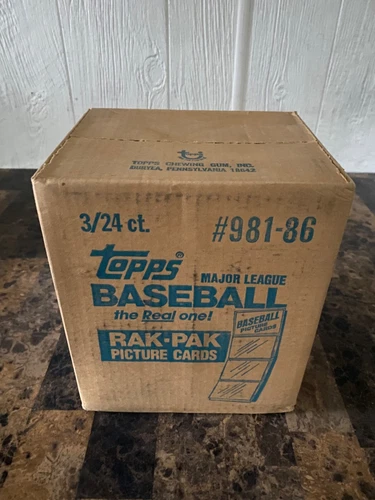 TOPPS CHEWING GUM, INC.
DURYEA, PENNSYLVANIA 18642
3/24 ct.
#981-86
topps®
MAJOR LEAGUE
BASEBALL
the Real one!
RAK-PAK
PICTURE CARDS
BASEBALL
PICTURE CARDS